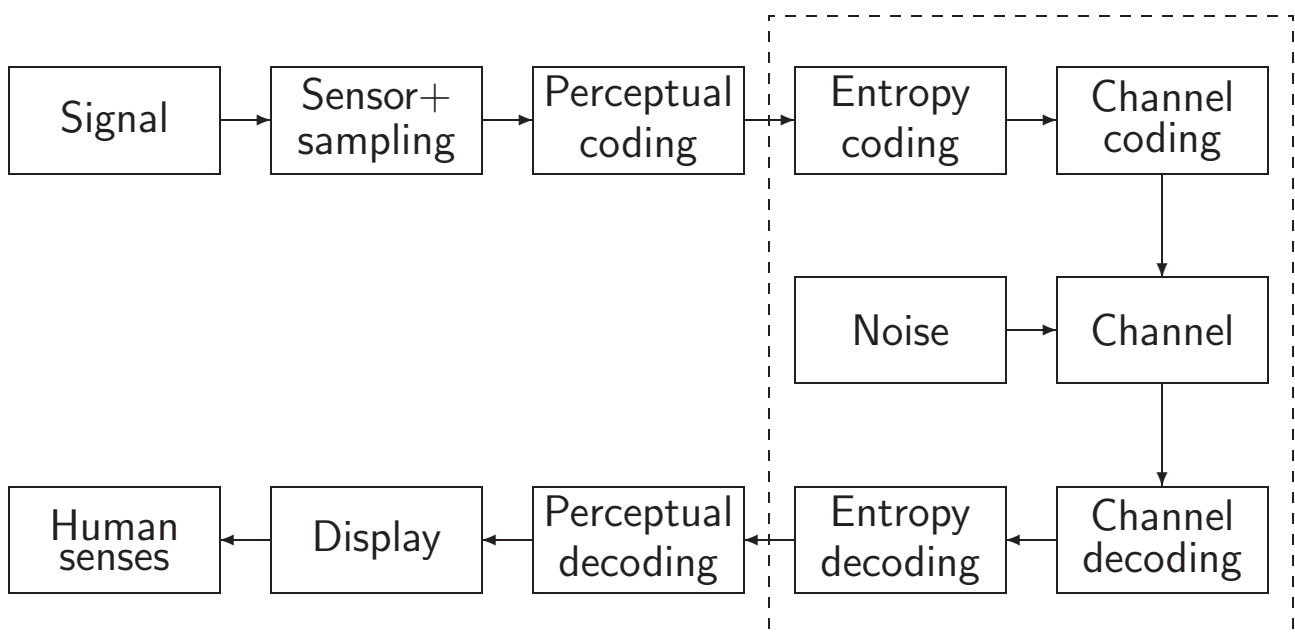 Signal
Sensor+
sampling
Perceptual
coding
Entropy
coding
Channel
coding
Noise
Channel
Human
senses
Display
Perceptual
decoding
Entropy
decoding
Channel
decoding